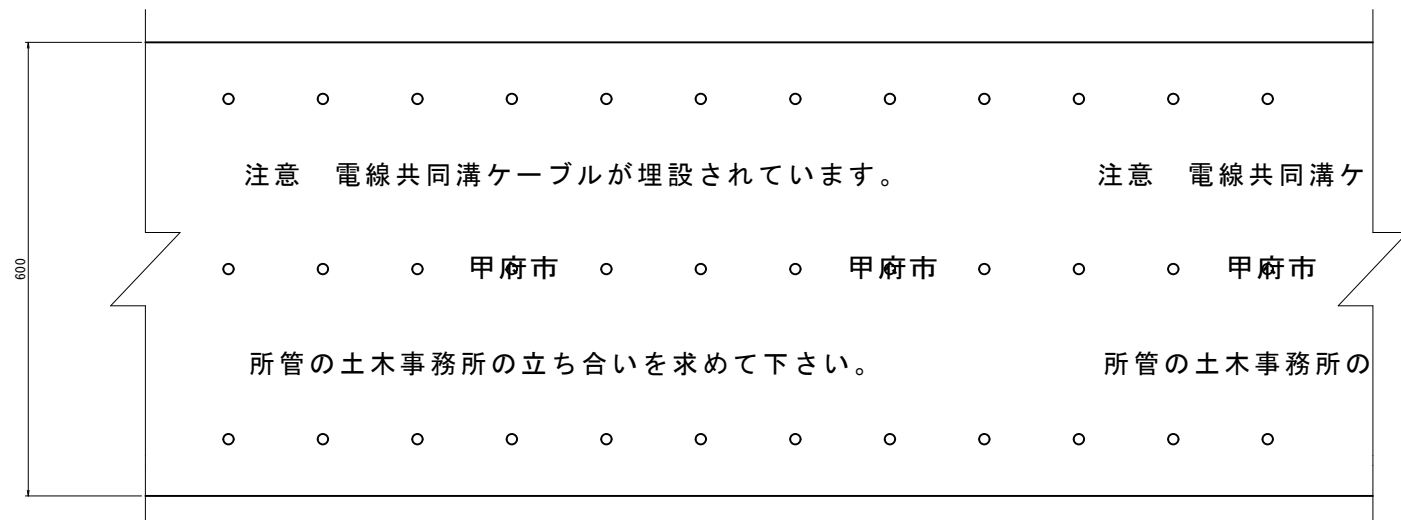 注意　電線共同溝ケーブルが埋設されています。　注意　電線共同溝ケ
600
甲府市　甲府市　甲府市
所管の土木事務所の立ち合いを求めて下さい。　所管の土木事務所の